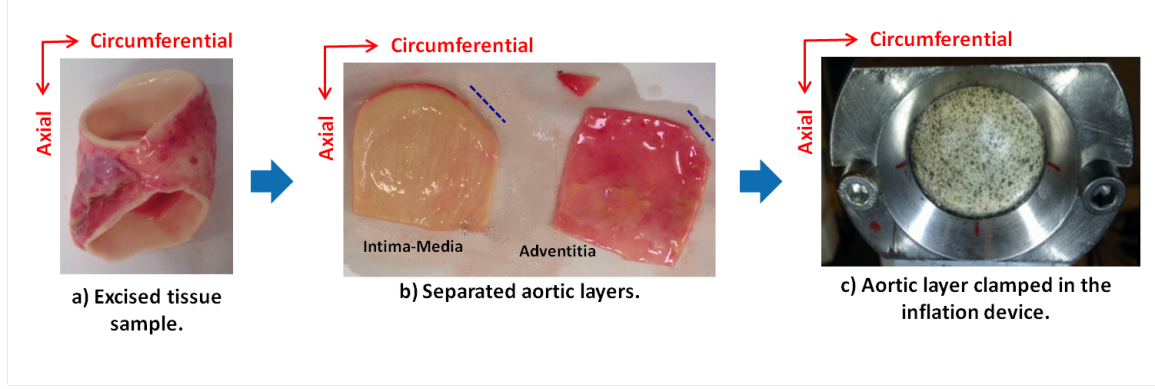 Circumferential
Axial
a) Excised tissue
sample.
Circumferential
Axial
Intima-Media
Adventitia
b) Separated aortic layers.
Circumferential
Axial
c) Aortic layer clamped in the
inflation device.